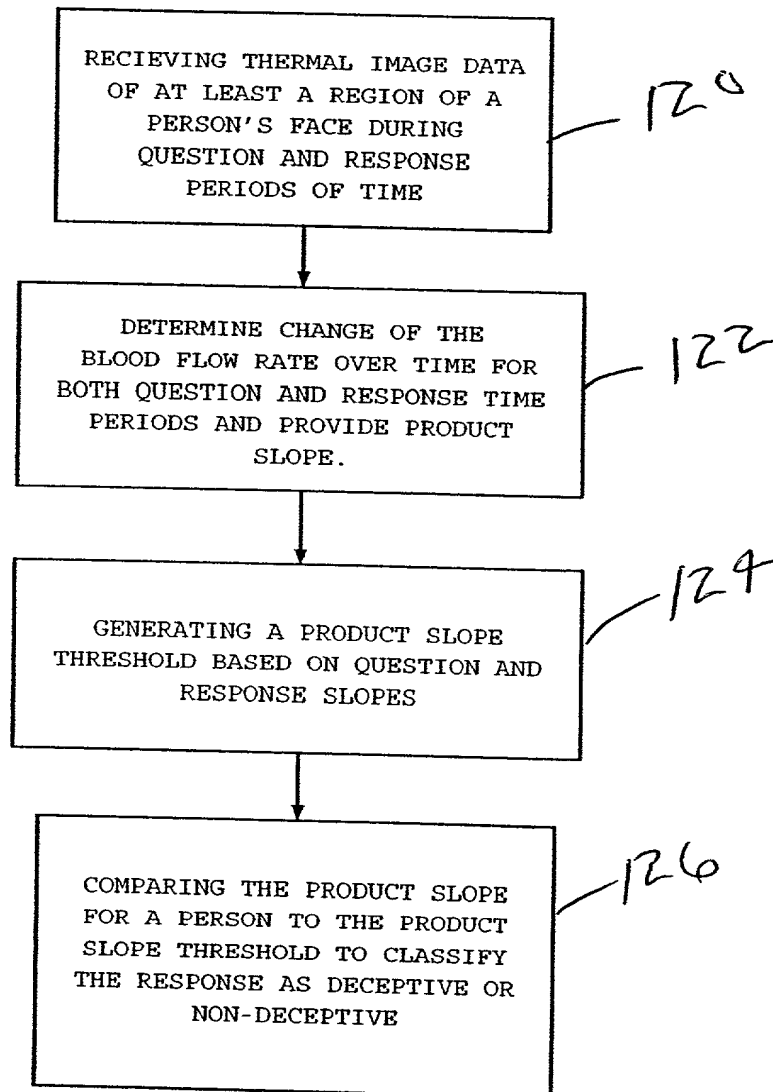 RECIEVING THERMAL IMAGE DATA
OF AT LEAST A REGION OF A
PERSON'S FACE DURING
QUESTION AND RESPONSE
PERIODS OF TIME
120
DETERMINE CHANGE OF THE
BLOOD FLOW RATE OVER TIME FOR
BOTH QUESTION AND RESPONSE TIME
PERIODS AND PROVIDE PRODUCT
SLOPE.
122
GENERATING A PRODUCT SLOPE
THRESHOLD BASED ON QUESTION AND
RESPONSE SLOPES
124
COMPARING THE PRODUCT SLOPE
FOR A PERSON TO THE PRODUCT
SLOPE THRESHOLD TO CLASSIFY
THE RESPONSE AS DECEPTIVE OR
NON-DECEPTIVE
126